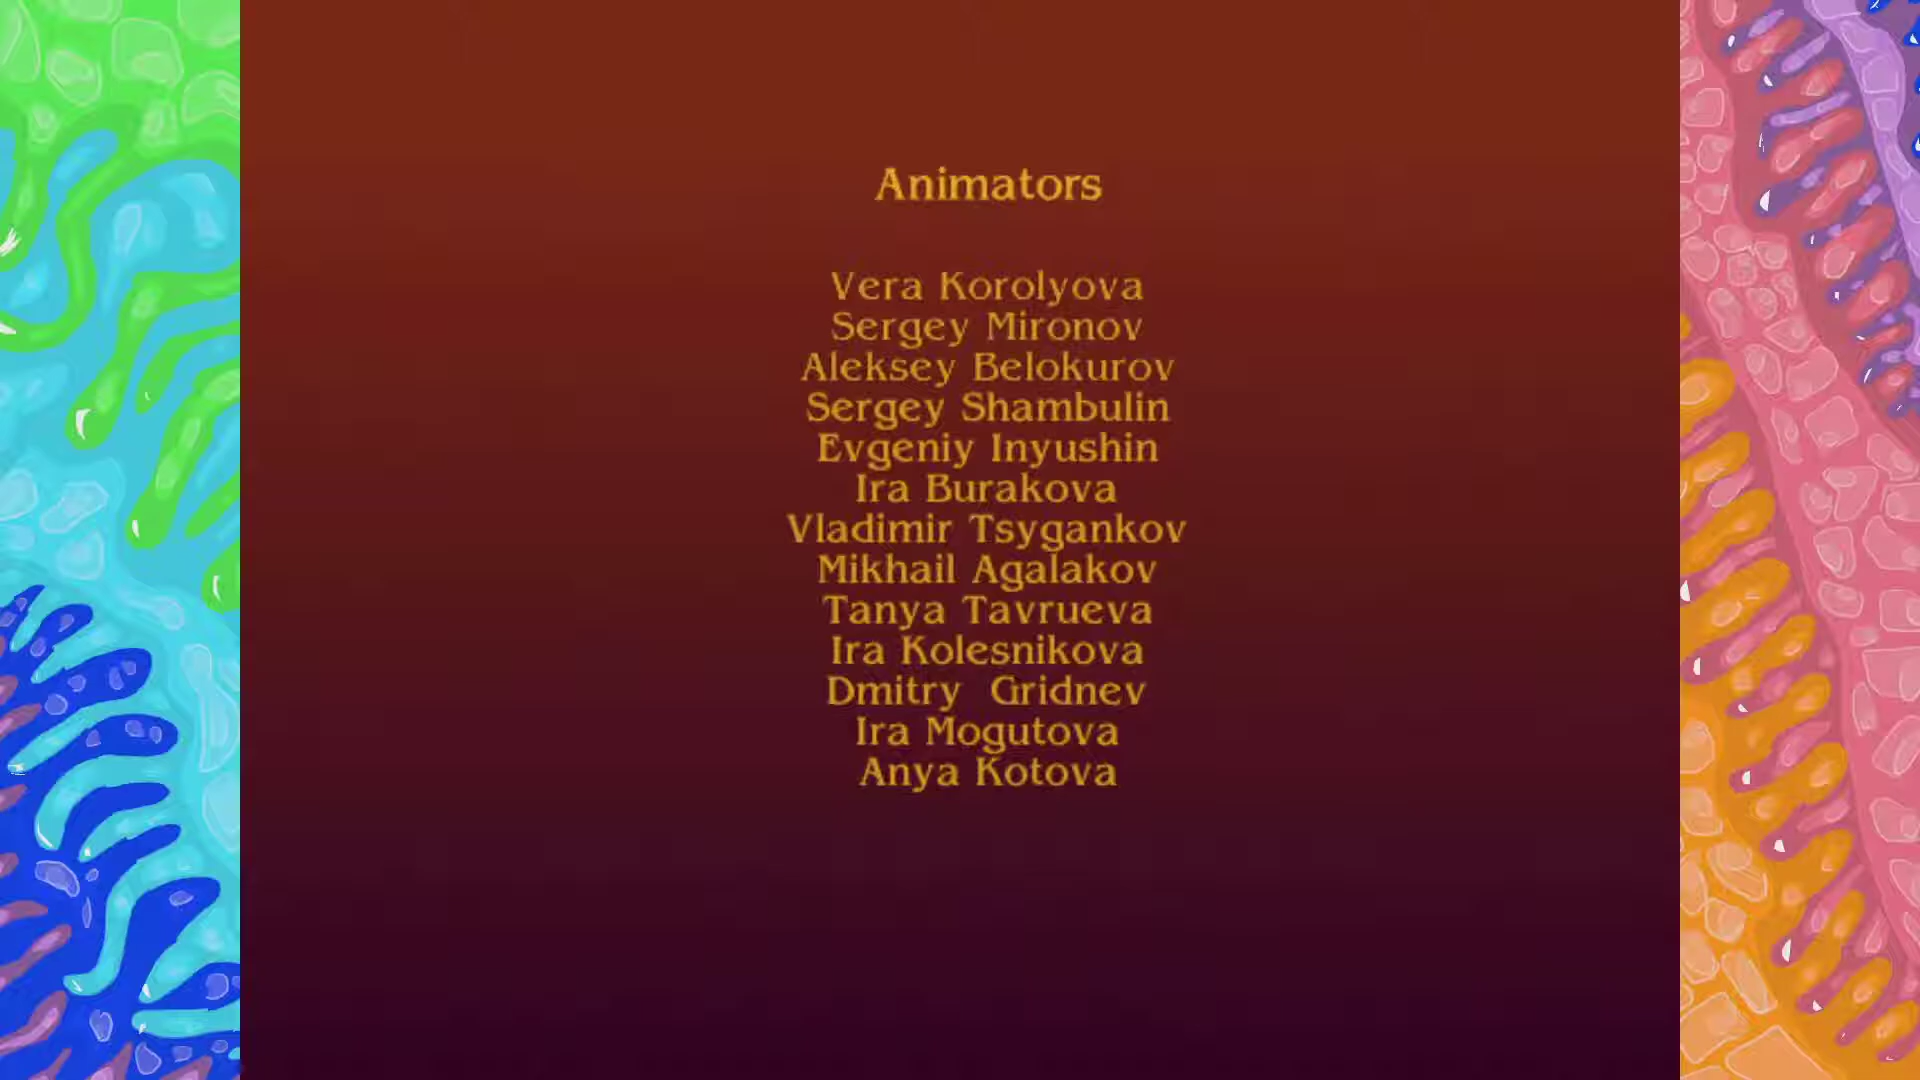 Animators
Vera Korolyova
Sergey Mironov
Aleksey Belokurov
Sergey Shambulin
Evgeniy Inyushin
Ira Burakova
Vladimir Tsygankov
Mikhail Agalakov
Tanya Tavrueva
Ira Kolesnikova
Dmitry  Gridnev
Ira Mogutova
Anya Kotova